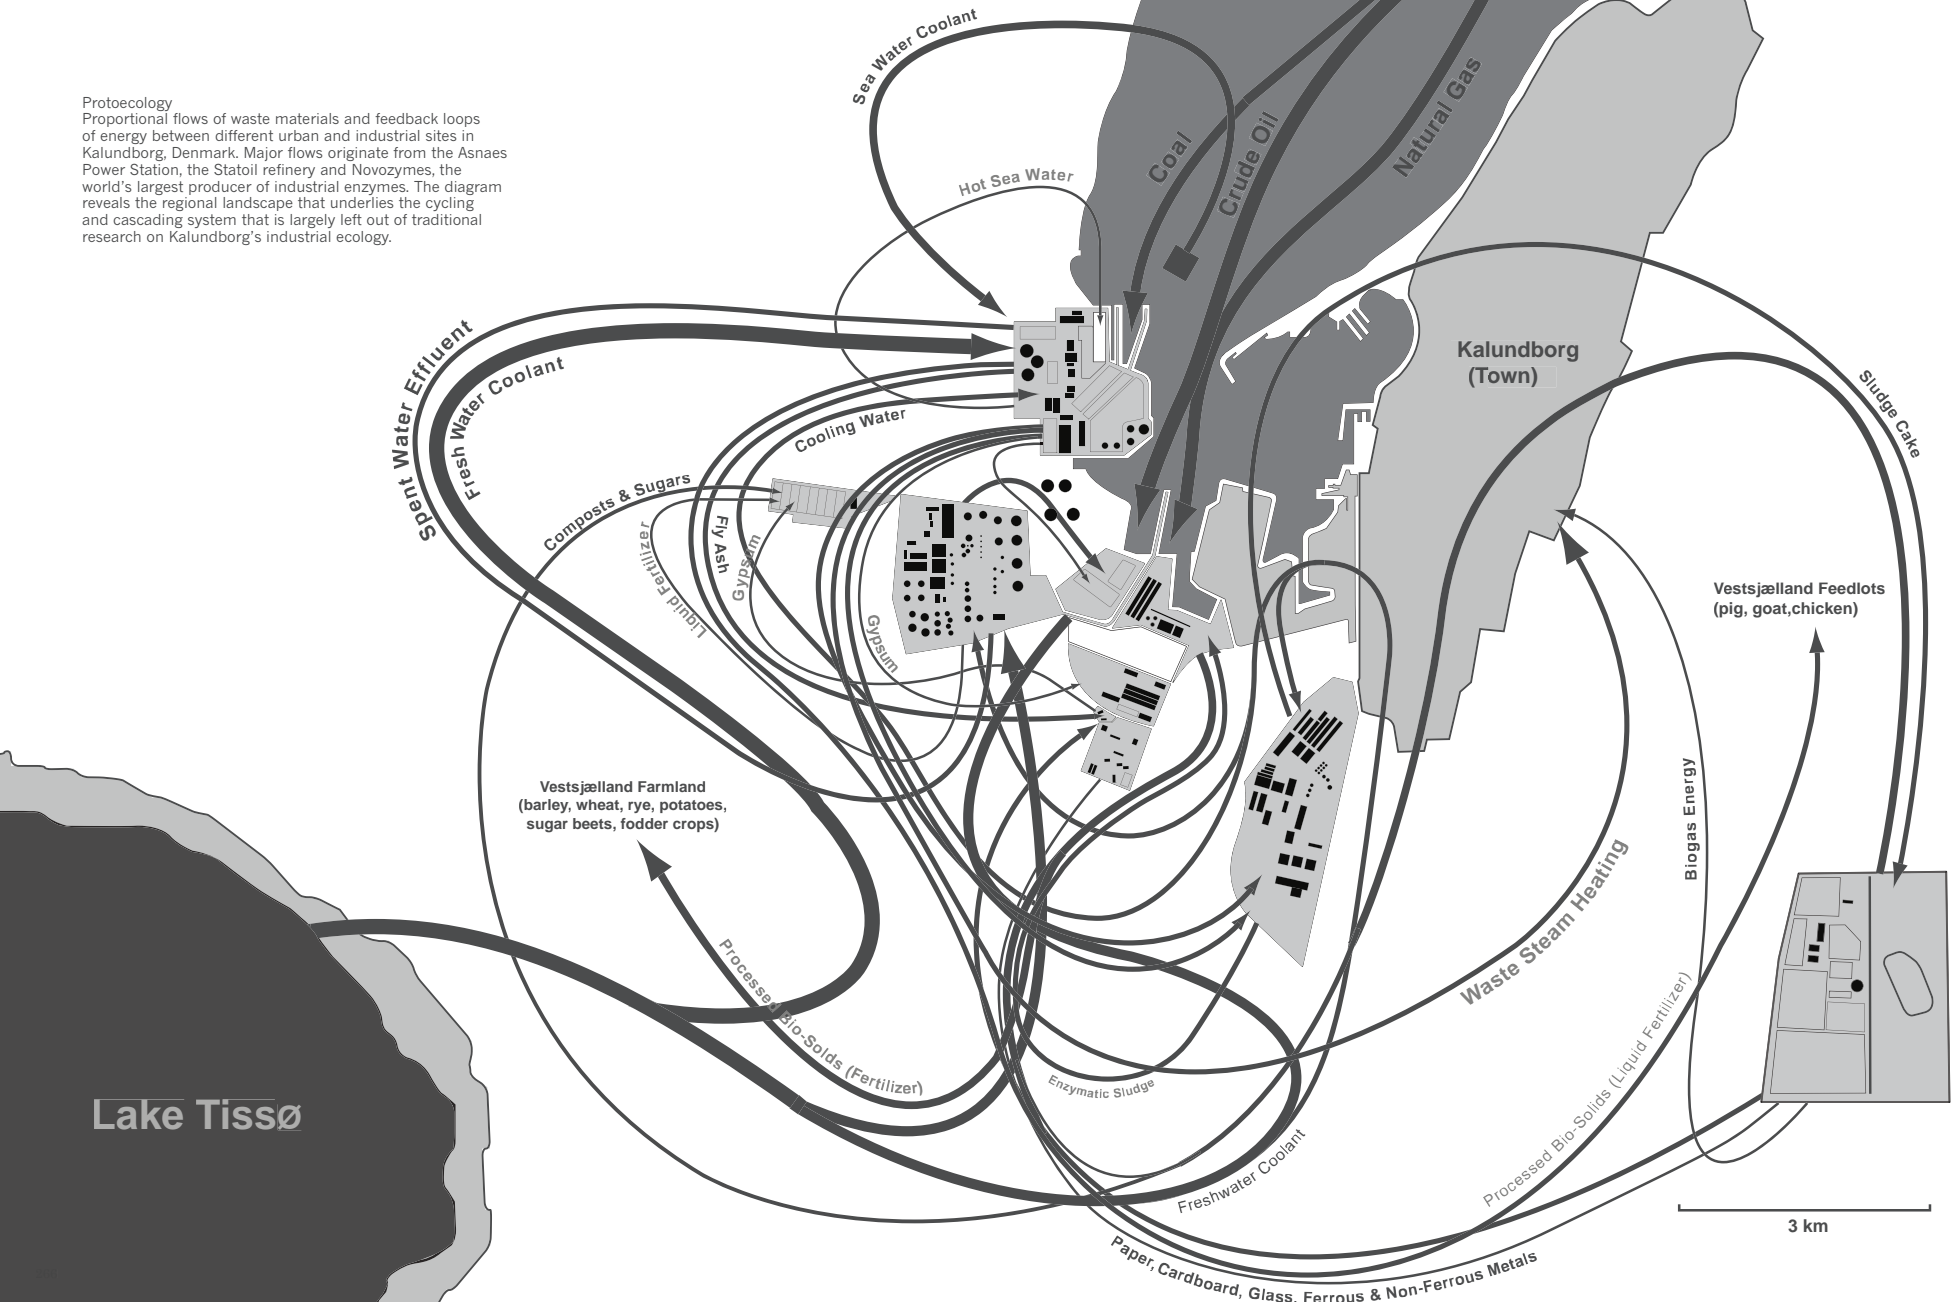 Protoecology
Proportional flows of waste materials and feedback loops
of energy between different urban and industrial sites in
Kalundborg, Denmark. Major flows originate from the Asnaes
Power Station, the Statoil refinery and Novozymes, the
world's largest producer of industrial enzymes. The diagram
reveals the regional landscape that underlies the cycling
and cascading system that is largely left out of traditional
research on Kalundborg's industrial ecology.
Sea Water Coolant
Hot Sea Water
Coal
Crude Oil
Natural Gas
Kalundborg
(Town)
Sludge Cake
Spent Water Effluent
Fresh Water Coolant
Cooling Water
Composts & Sugars
Liquid Fertilizer
Fly Ash
Gypsum
Gypsum
Vestsjælland Feedlots
(pig, goat,chicken)
Vestsjælland Farmland
(barley, wheat, rye, potatoes,
sugar beets, fodder crops)
Biogas Energy
Waste Steam Heating
Processed Bio-Solds (Fertilizer)
Processed Bio-Solids (Liquid Fertilizer)
Enzymatic Sludge
Lake Tissø
Freshwater Coolant
3 km
Paper, Cardboard, Glass, Ferrous & Non-Ferrous Metals